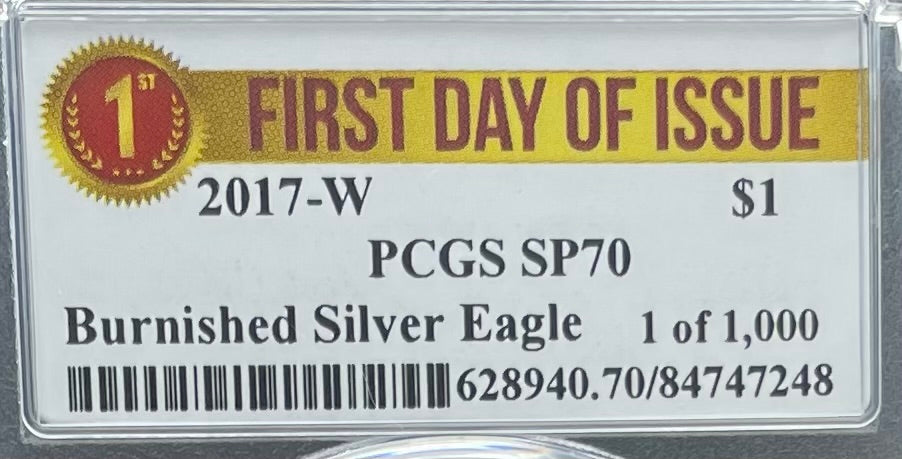 1ST FIRST DAY OF ISSUE
2017-W $1
PCGS SP70
Burnished Silver Eagle 1 of 1,000
628940.70/84747248